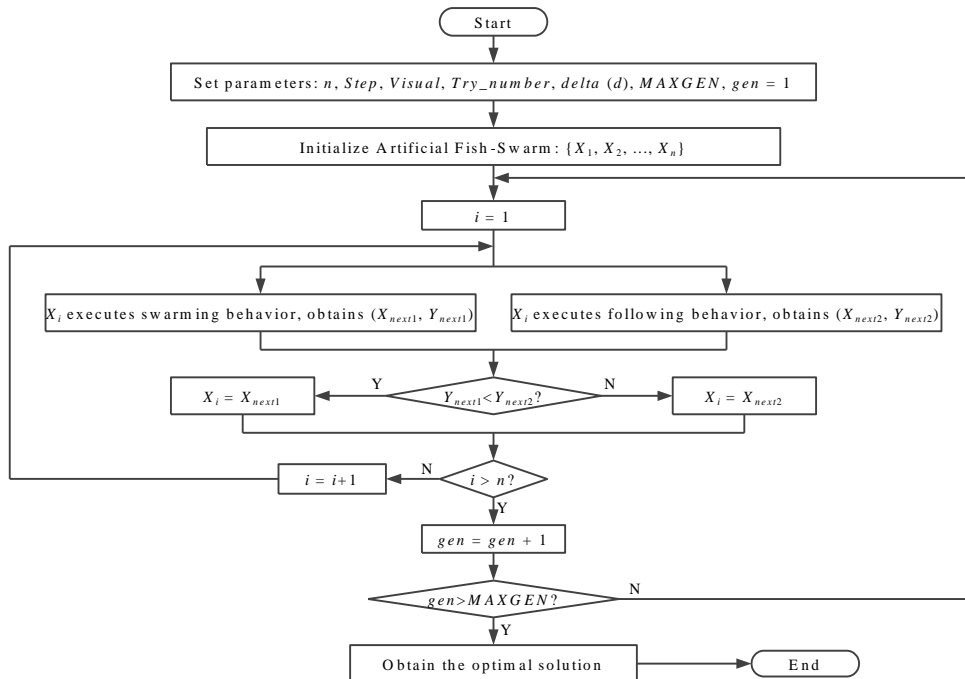 Start
Set parameters: n, Step, Visual, Try_number, delta (d), MAXGEN, gen = 1
Initialize Artificial Fish-Swarm: {X1, X2, ..., Xn}
i = 1
Xi executes swarming behavior, obtains (Xnext1, Ynext1)
Xi executes following behavior, obtains (Xnext2, Ynext2)
Y
N
Xi = Xnext1
Ynext1<Ynext2?
Xi = Xnext2
N
i = i+1
i > n?
Y
gen = gen + 1
gen>MAXGEN?
N
Y
Obtain the optimal solution
End